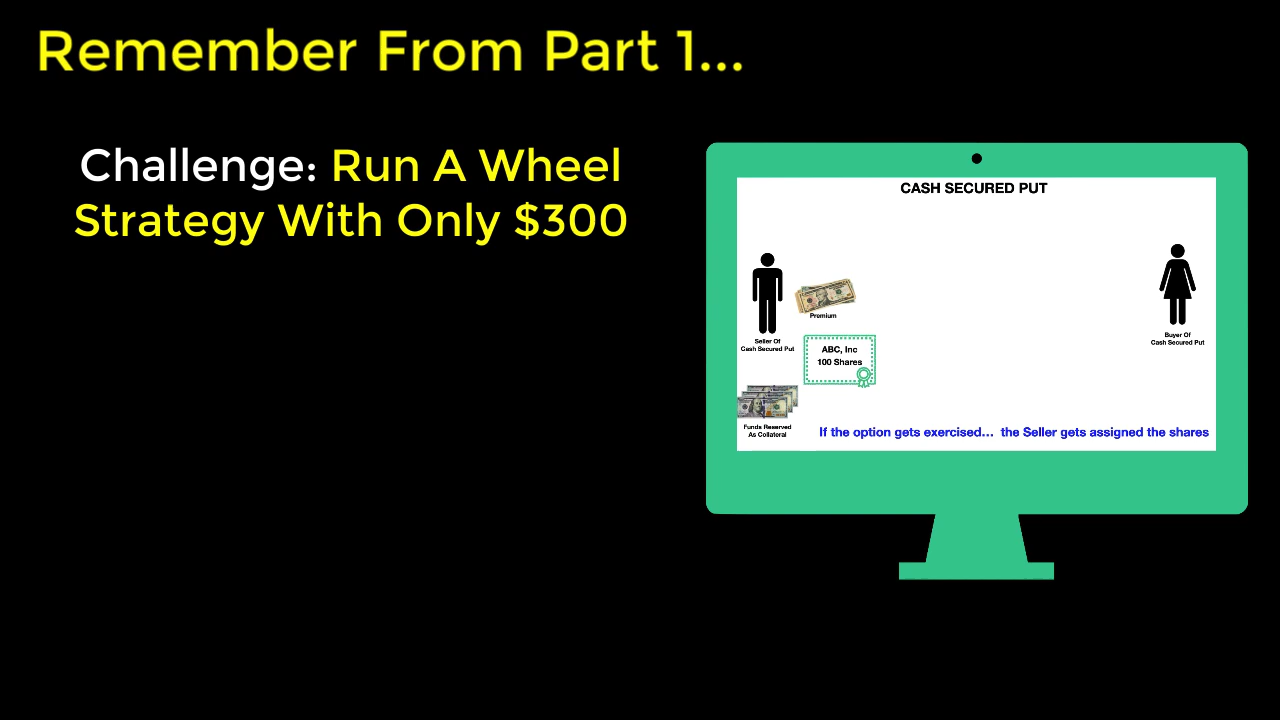 Remember From Part 1...
Challenge: Run A Wheel
Strategy With Only $300
CASH SECURED PUT
Premium
Seller Of
Cash Secured Put
Buyer Of
Cash Secured Put
ABC, Inc
100 Shares
Funds Reserved
As Collateral
If the option gets exercised... the Seller gets assigned the shares